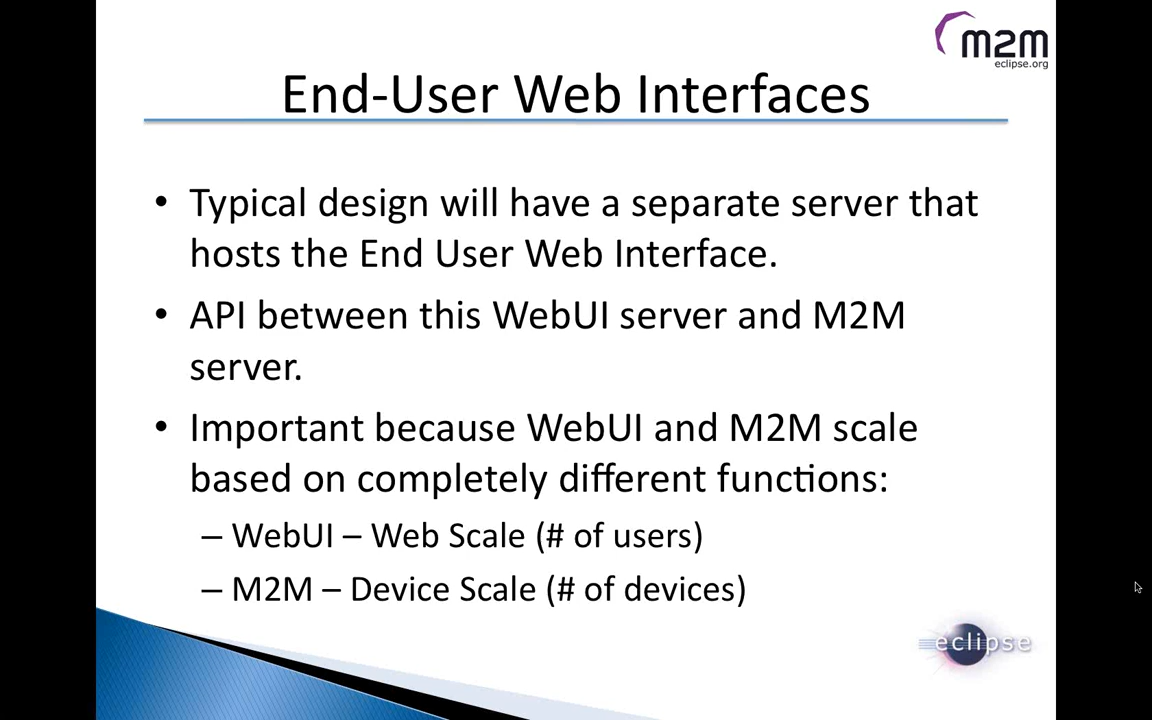 m2m
eclipse.org
End-User Web Interfaces
• Typical design will have a separate server that
hosts the End User Web Interface.
• API between this WebUI server and M2M
server.
• Important because WebUI and M2M scale
based on completely different functions:
– WebUI – Web Scale (# of users)
– M2M – Device Scale (# of devices)
eclipse